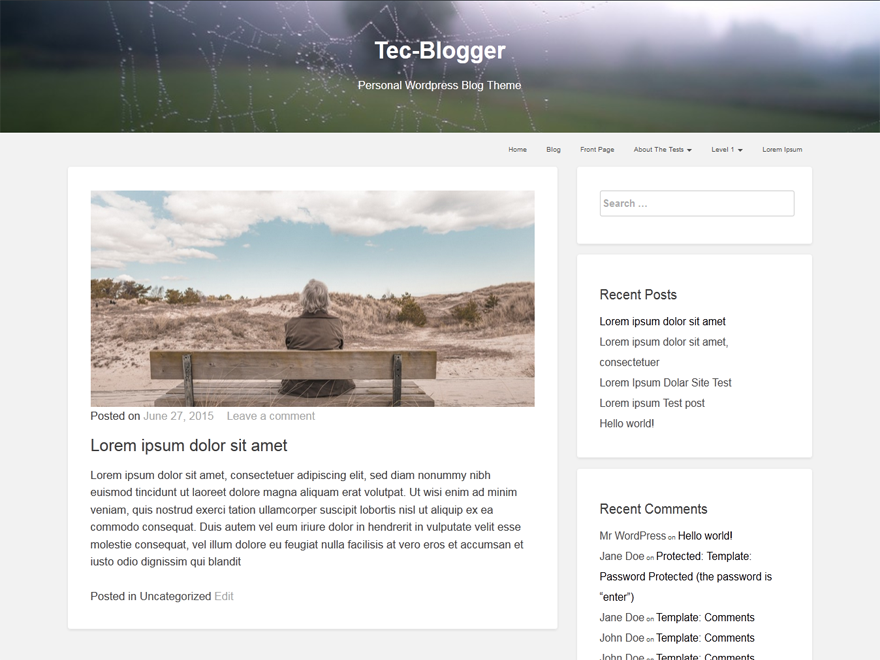 Tec-Blogger
Personal Wordpress Blog Theme
Home Blog Front Page About The Tests Level 1 Lorem Ipsum
Posted on June 27, 2015 Leave a comment
Lorem ipsum dolor sit amet
Lorem ipsum dolor sit amet, consectetuer adipiscing elit, sed diam nonummy nibh
euismod tincidunt ut laoreet dolore magna aliquam erat volutpat. Ut wisi enim ad minim
veniam, quis nostrud exerci tation ullamcorper suscipit lobortis nisl ut aliquip ex ea
commodo consequat. Duis autem vel eum iriure dolor in hendrerit in vulputate velit esse
molestie consequat, vel illum dolore eu feugiat nulla facilisis at vero eros et accumsan et
iusto odio dignissim qui blandit
Posted in Uncategorized Edit
Search ...
Recent Posts
Lorem ipsum dolor sit amet
Lorem ipsum dolor sit amet,
consectetuer
Lorem Ipsum Dolar Site Test
Lorem ipsum Test post
Hello world!
Recent Comments
Mr WordPress on Hello world!
Jane Doe on Protected: Template:
Password Protected (the password is
“enter”)
Jane Doe on Template: Comments
John Doe on Template: Comments
John Doe on Template: Comments